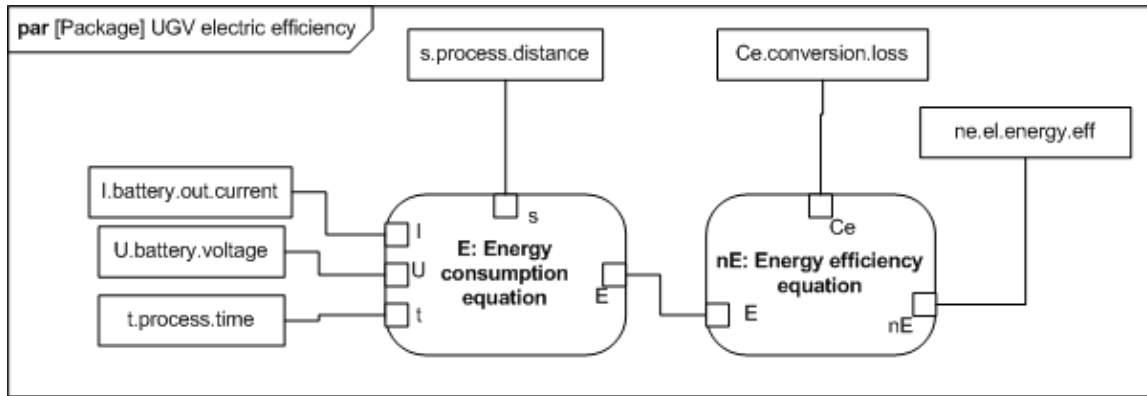 par [Package] UGV electric efficiency
s.process.distance
Ce.conversion.loss
ne.el.energy.eff
I.battery.out.current
U.battery.voltage
t.process.time
I
U
t
s
E: Energy
consumption
equation
E
Ce
nE: Energy efficiency
equation
E
nE